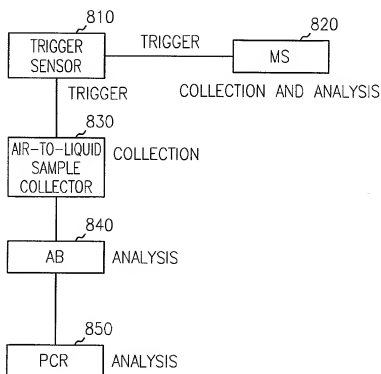 810
820
TRIGGER
SENSOR
TRIGGER
MS
TRIGGER
COLLECTION AND ANALYSIS
830
AIR-TO-LIQUID
SAMPLE
COLLECTOR
COLLECTION
840
AB
ANALYSIS
850
PCR
ANALYSIS